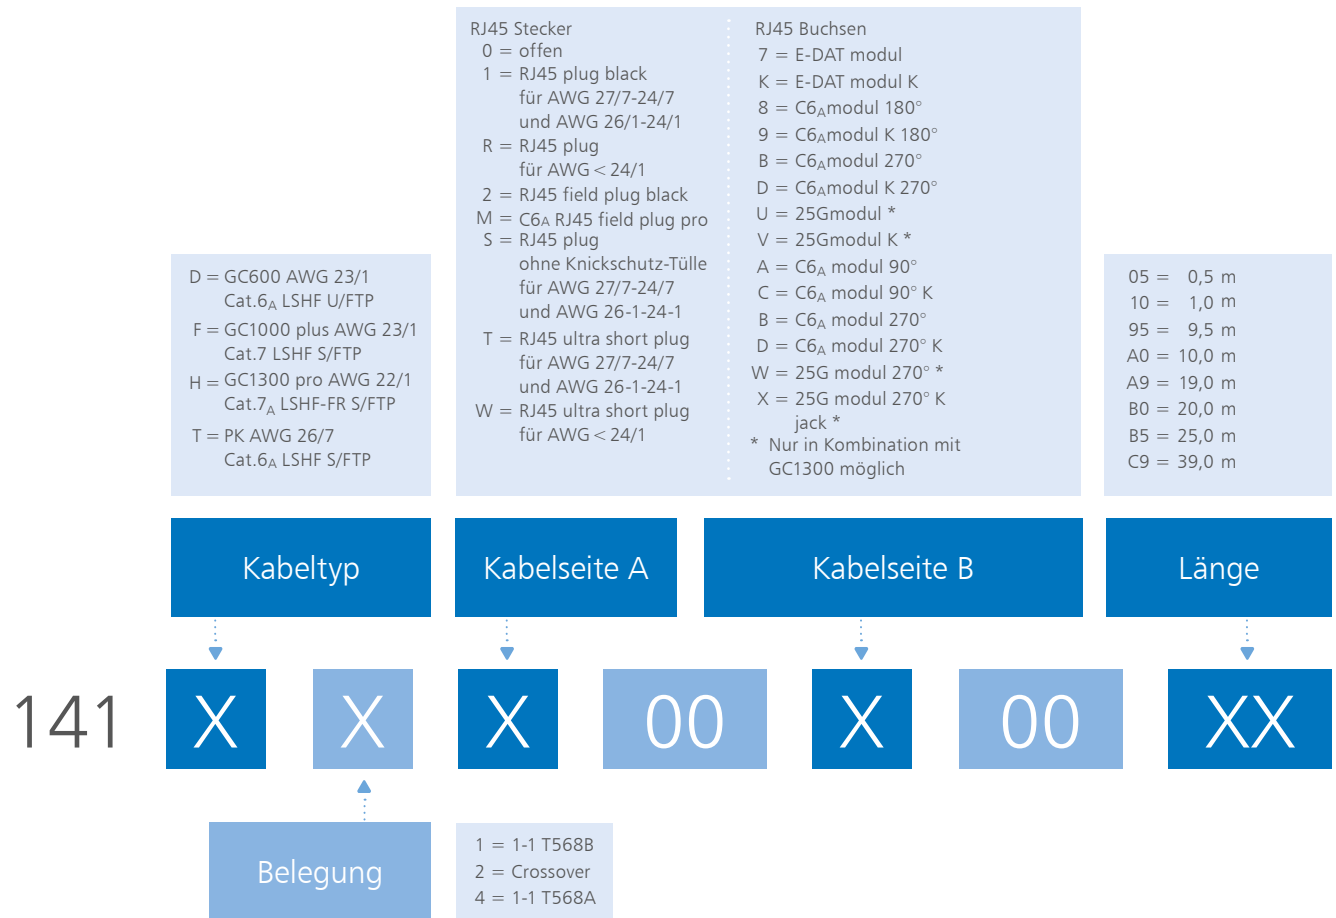 RJ45 Stecker
0 = offen
1 = RJ45 plug black
für AWG 27/7-24/7
und AWG 26/1-24/1
R = RJ45 plug
für AWG < 24/1
2 = RJ45 field plug black
M = C6A RJ45 field plug pro
S = RJ45 plug
ohne Knickschutz-Tülle
für AWG 27/7-24/7
und AWG 26-1-24-1
T = RJ45 ultra short plug
für AWG 27/7-24/7
und AWG 26-1-24-1
W = RJ45 ultra short plug
für AWG < 24/1
RJ45 Buchsen
7 = E-DAT modul
K = E-DAT modul K
8 = C6Amodul 180°
9 = C6Amodul K 180°
B = C6Amodul 270°
D = C6Amodul K 270°
U = 25Gmodul *
V = 25Gmodul K *
A = C6A modul 90°
C = C6A modul 90° K
B = C6A modul 270°
D = C6A modul 270° K
W = 25G modul 270° *
X = 25G modul 270° K
jack *
* Nur in Kombination mit
GC1300 möglich
D = GC600 AWG 23/1
Cat.6A LSHF U/FTP
F = GC1000 plus AWG 23/1
Cat.7 LSHF S/FTP
H = GC1300 pro AWG 22/1
Cat.7A LSHF-FR S/FTP
T = PK AWG 26/7
Cat.6A LSHF S/FTP
05 = 0,5 m
10 = 1,0 m
95 = 9,5 m
A0 = 10,0 m
A9 = 19,0 m
B0 = 20,0 m
B5 = 25,0 m
C9 = 39,0 m
Kabeltyp
Kabelseite A
Kabelseite B
Länge
141 X X X 00 X 00 XX
Belegung
1 = 1-1 T568B
2 = Crossover
4 = 1-1 T568A